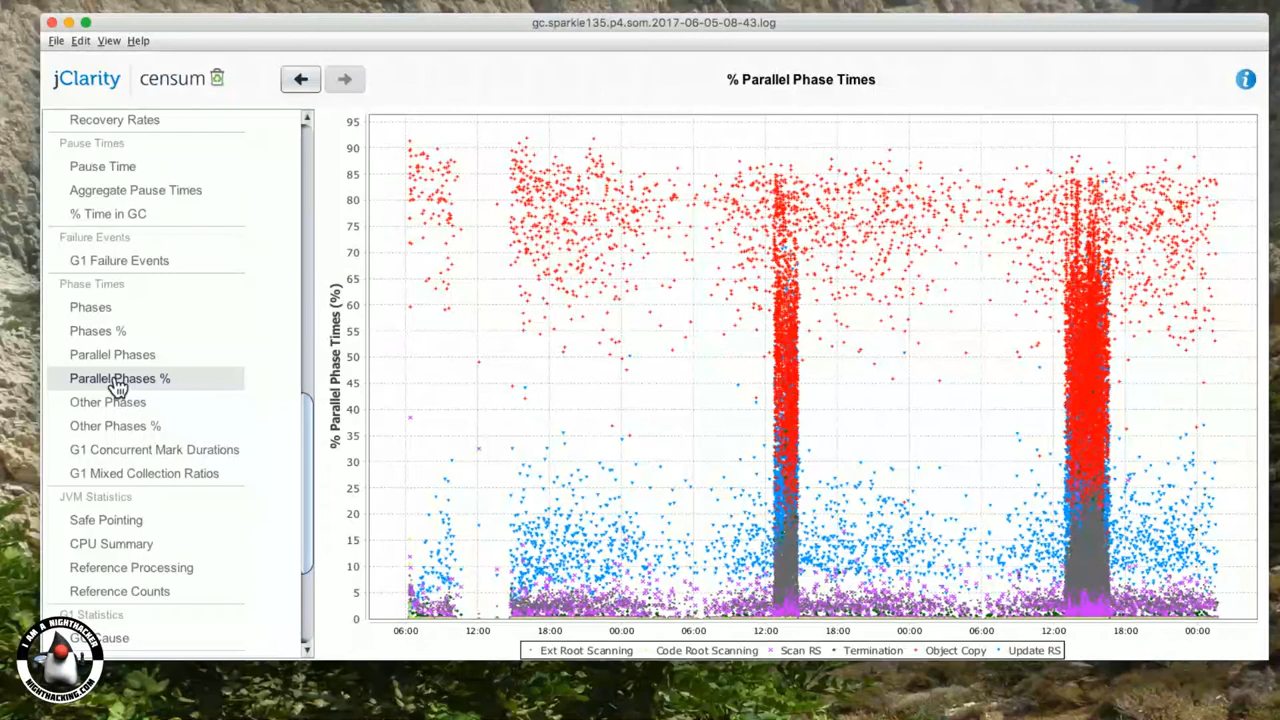 gc.sparkle135.p4.som.2017-06-05-08-43.log
File Edit View Help
jClarity censum
% Parallel Phase Times
Recovery Rates
Pause Times
Pause Time
Aggregate Pause Times
% Time in GC
Failure Events
G1 Failure Events
Phase Times
Phases
Phases %
Parallel Phases
Parallel Phases %
Other Phases
Other Phases %
G1 Concurrent Mark Durations
G1 Mixed Collection Ratios
JVM Statistics
Safe Pointing
CPU Summary
Reference Processing
Reference Counts
G1 Statistics
Cause
I AM A NIGHTHACKER
NIGHTHACKING.COM
% Parallel Phase Times (%)
95
90
85
80
75
70
65
60
55
50
45
40
35
30
25
20
15
10
5
0
06:00 12:00 18:00 00:00 06:00 12:00 18:00 00:00 06:00 12:00 18:00 00:00
Ext Root Scanning Code Root Scanning Scan RS Termination Object Copy Update RS